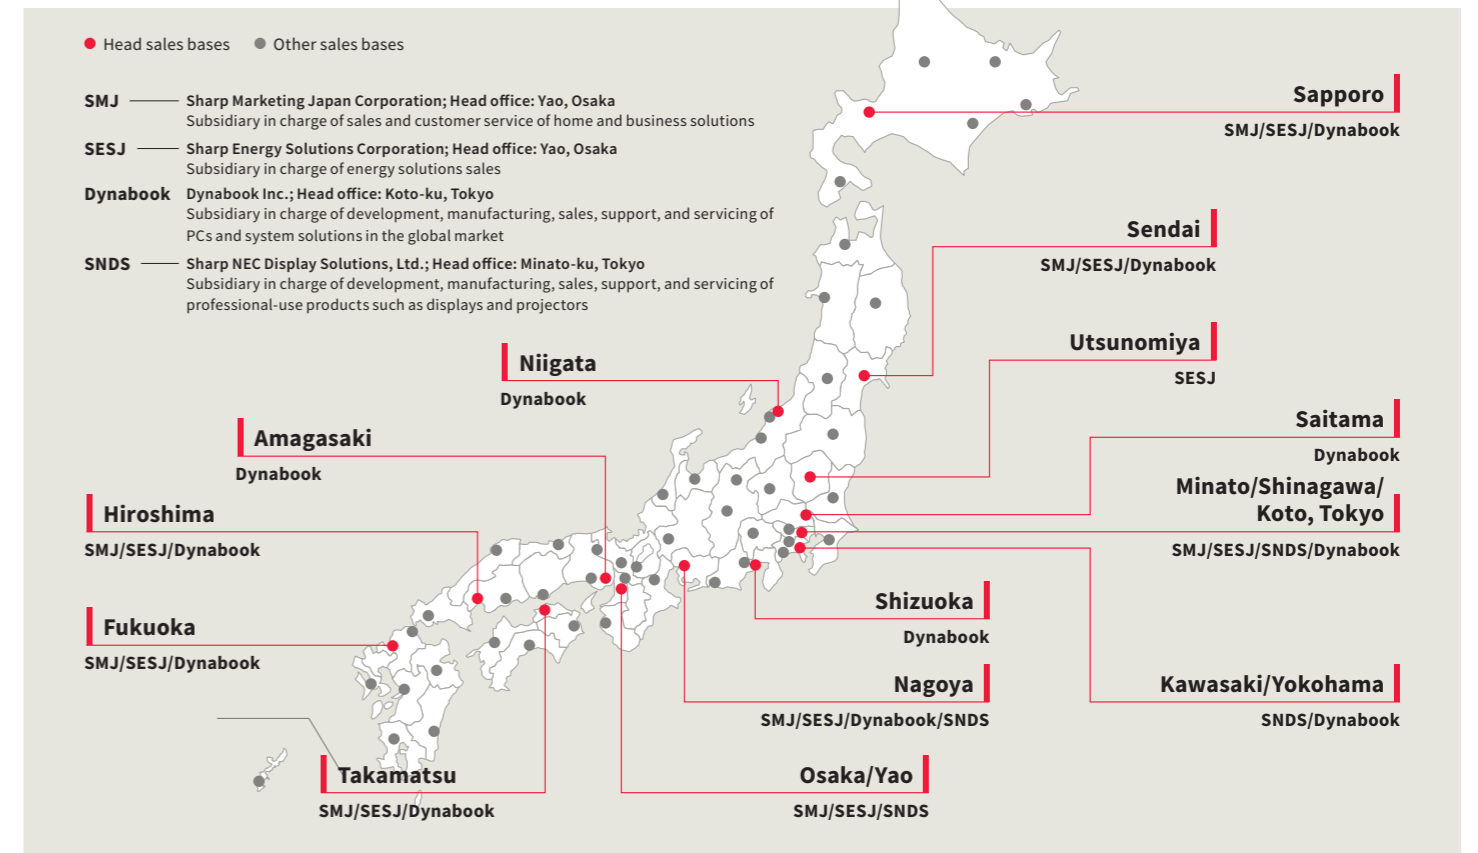 Head sales bases
Other sales bases
SMJ
Sharp Marketing Japan Corporation; Head office: Yao, Osaka
Subsidiary in charge of sales and customer service of home and business solutions
SESJ
Sharp Energy Solutions Corporation; Head office: Yao, Osaka
Subsidiary in charge of energy solutions sales
Dynabook
Dynabook Inc.; Head office: Koto-ku, Tokyo
Subsidiary in charge of development, manufacturing, sales, support, and servicing of
PCs and system solutions in the global market
SNDS
Sharp NEC Display Solutions, Ltd.; Head office: Minato-ku, Tokyo
Subsidiary in charge of development, manufacturing, sales, support, and servicing of
professional-use products such as displays and projectors
Sapporo
SMJ/SESJ/Dynabook
Sendai
SMJ/SESJ/Dynabook
Utsunomiya
SESJ
Niigata
Dynabook
Saitama
Dynabook
Amagasaki
Dynabook
Minato/Shinagawa/
Koto, Tokyo
SMJ/SESJ/SNDS/Dynabook
Hiroshima
SMJ/SESJ/Dynabook
Shizuoka
Dynabook
Fukuoka
SMJ/SESJ/Dynabook
Nagoya
SMJ/SESJ/Dynabook/SNDS
Kawasaki/Yokohama
SNDS/Dynabook
Takamatsu
SMJ/SESJ/Dynabook
Osaka/Yao
SMJ/SESJ/SNDS